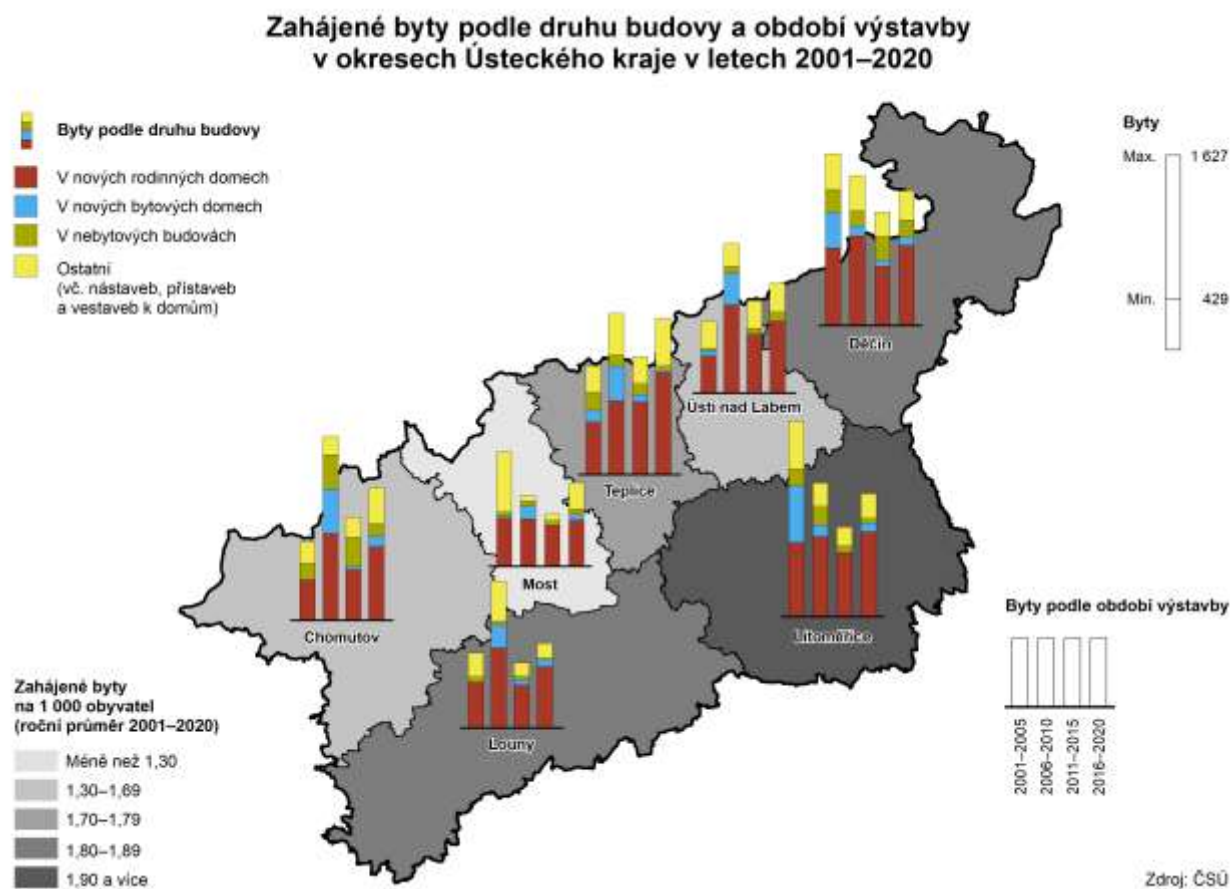 Zahájené byty podle druhu budovy a období výstavby
v okresech Ústeckého kraje v letech 2001–2020
Byty podle druhu budovy
V nových rodinných domech
V nových bytových domech
V nebytových budovách
Ostatní
(vč. nástaveb, přístaveb
a vestaveb k domům)
Byty
Max. 1 627
Min. 429
Děčín
Ústí nad Labem
Teplice
Most
Chomutov
Litoměřice
Louny
Byty podle období výstavby
2001–2005
2006–2010
2011–2015
2016–2020
Zahájené byty
na 1 000 obyvatel
(roční průměr 2001–2020)
Méně než 1,30
1,30–1,69
1,70–1,79
1,80–1,89
1,90 a více
Zdroj: ČSÚ